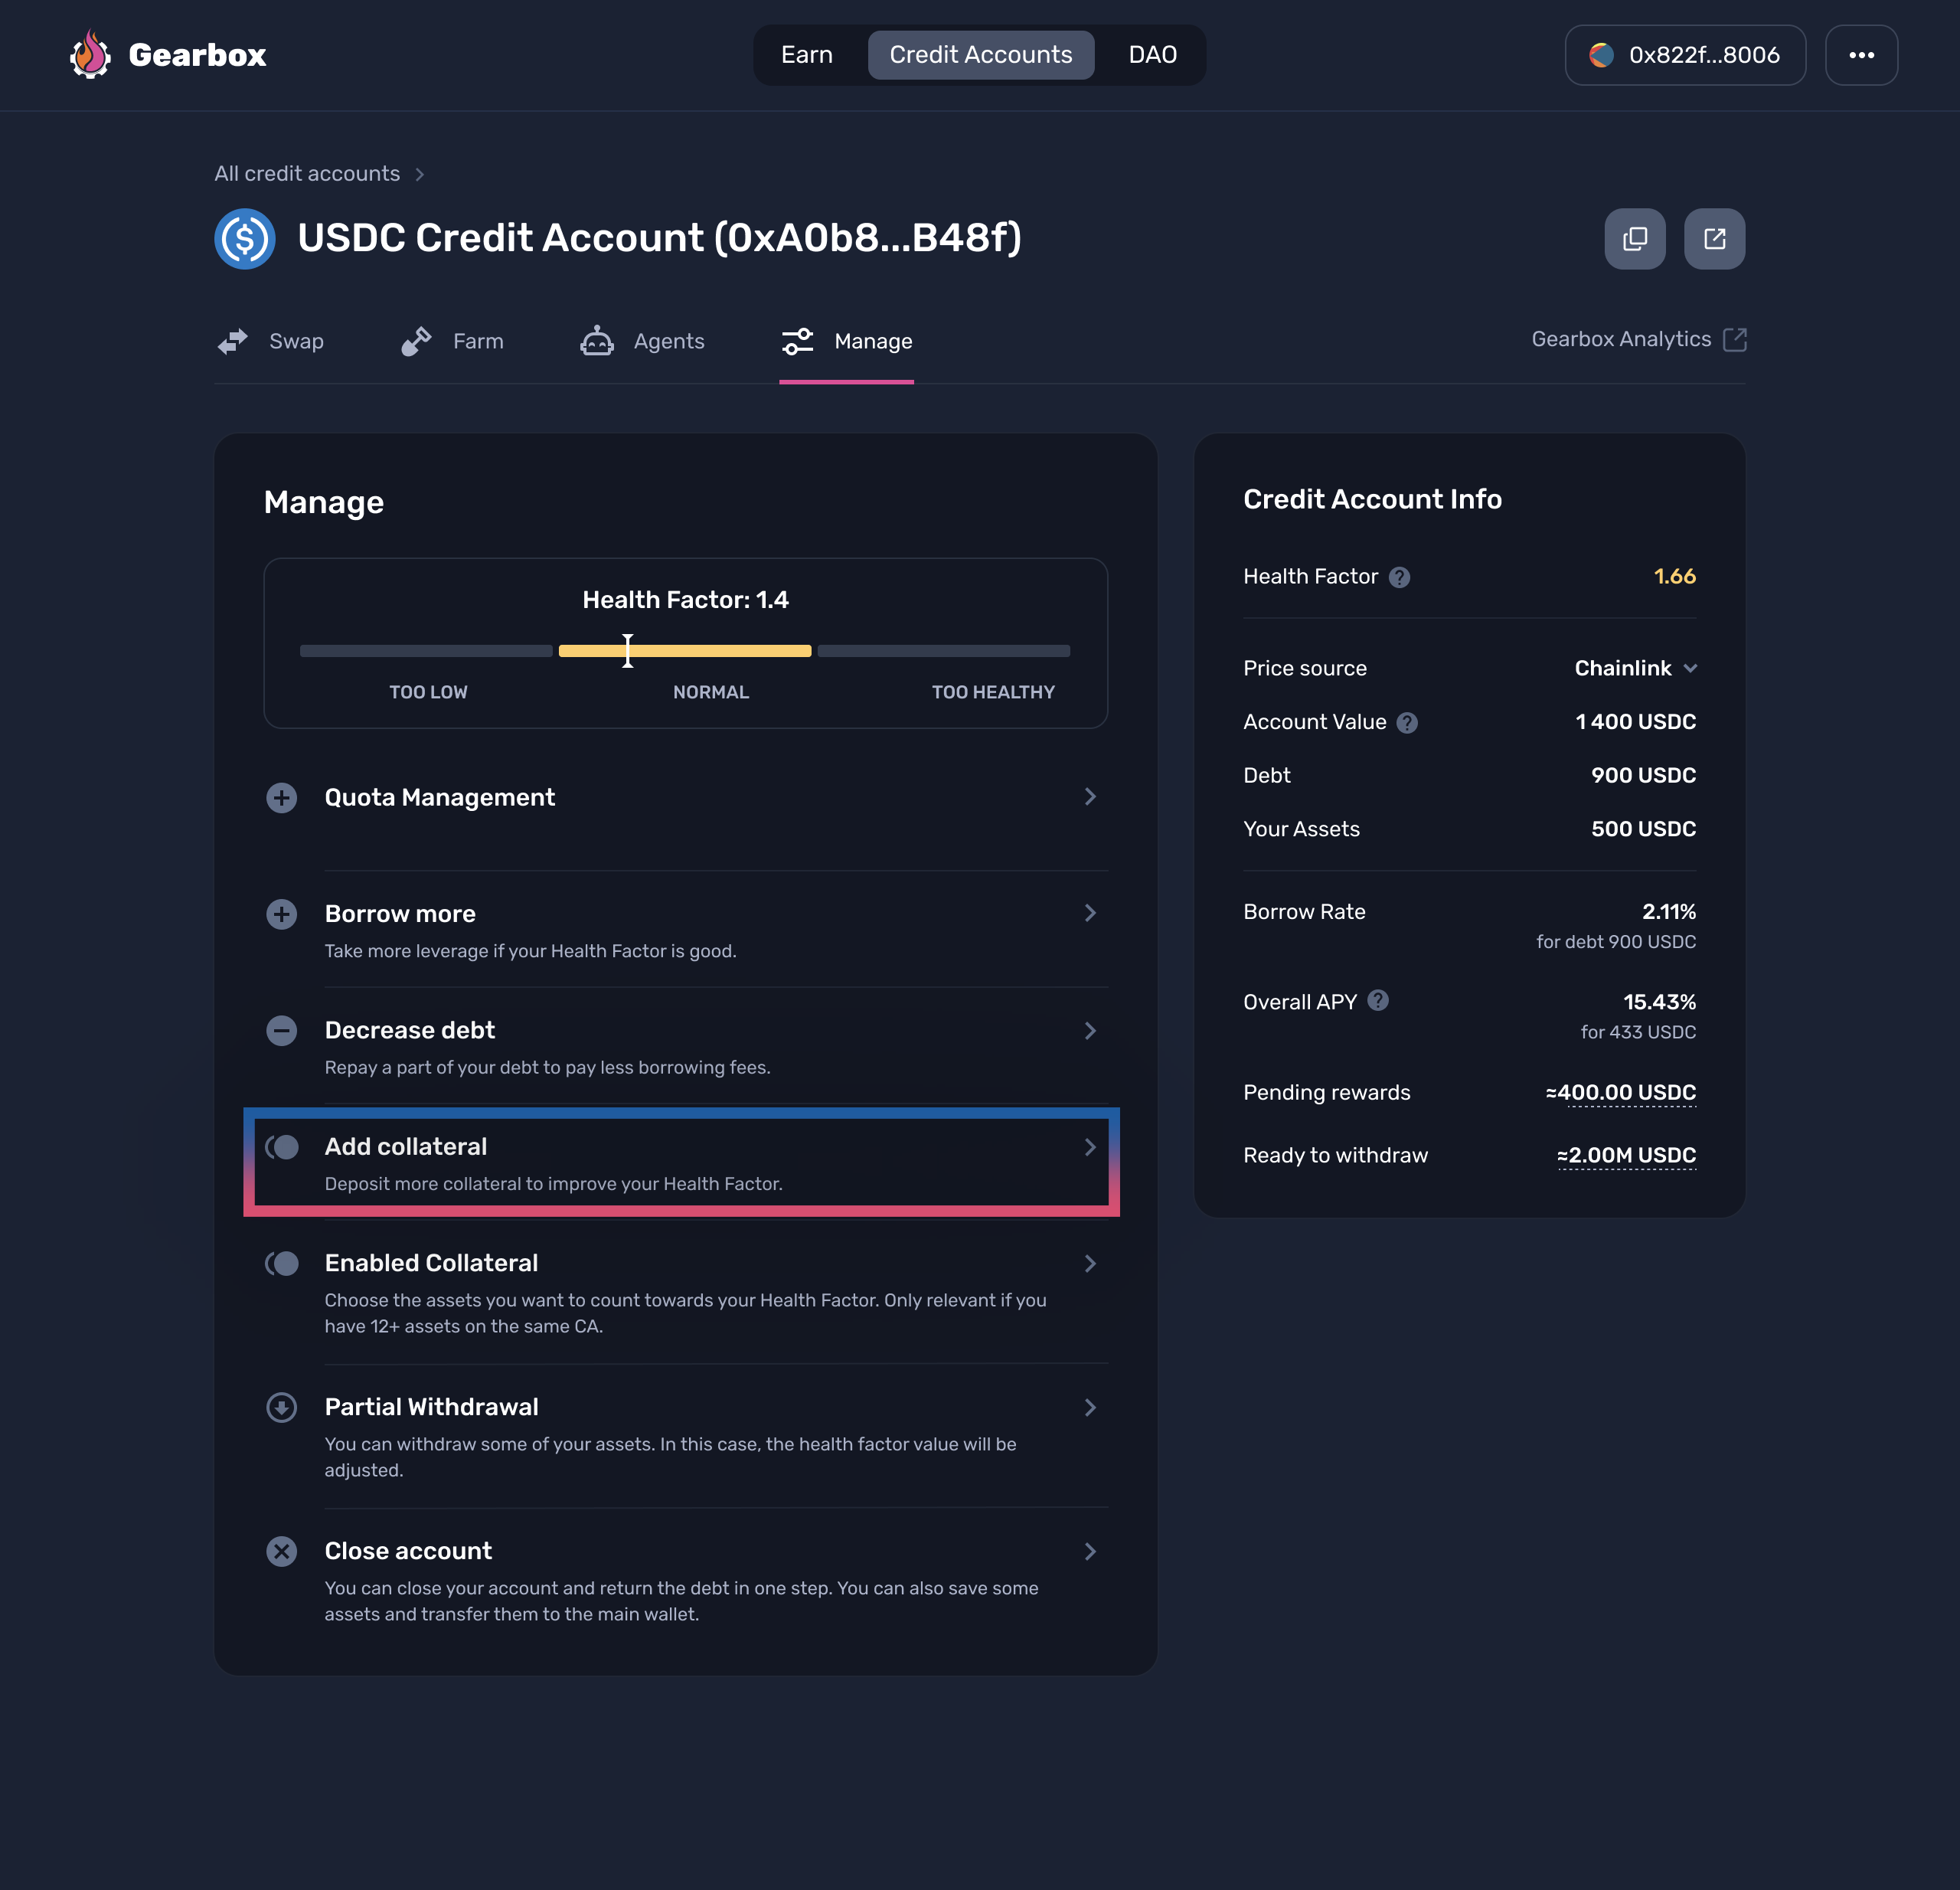 Gearbox
Earn
Credit Accounts
DAO
0x822f...8006
All credit accounts
USDC Credit Account (0xA0b8...B48f)
Swap
Farm
Agents
Manage
Gearbox Analytics
Manage
Health Factor: 1.4
TOO LOW
NORMAL
TOO HEALTHY
Quota Management
Borrow more
Take more leverage if your Health Factor is good.
Decrease debt
Repay a part of your debt to pay less borrowing fees.
Add collateral
Deposit more collateral to improve your Health Factor.
Enabled Collateral
Choose the assets you want to count towards your Health Factor. Only relevant if you
have 12+ assets on the same CA.
Partial Withdrawal
You can withdraw some of your assets. In this case, the health factor value will be
adjusted.
Close account
You can close your account and return the debt in one step. You can also save some
assets and transfer them to the main wallet.
Credit Account Info
Health Factor ? 1.66
Price source Chainlink
Account Value ? 1 400 USDC
Debt 900 USDC
Your Assets 500 USDC
Borrow Rate 2.11%
for debt 900 USDC
Overall APY ? 15.43%
for 433 USDC
Pending rewards ≈400.00 USDC
Ready to withdraw ≈2.00M USDC